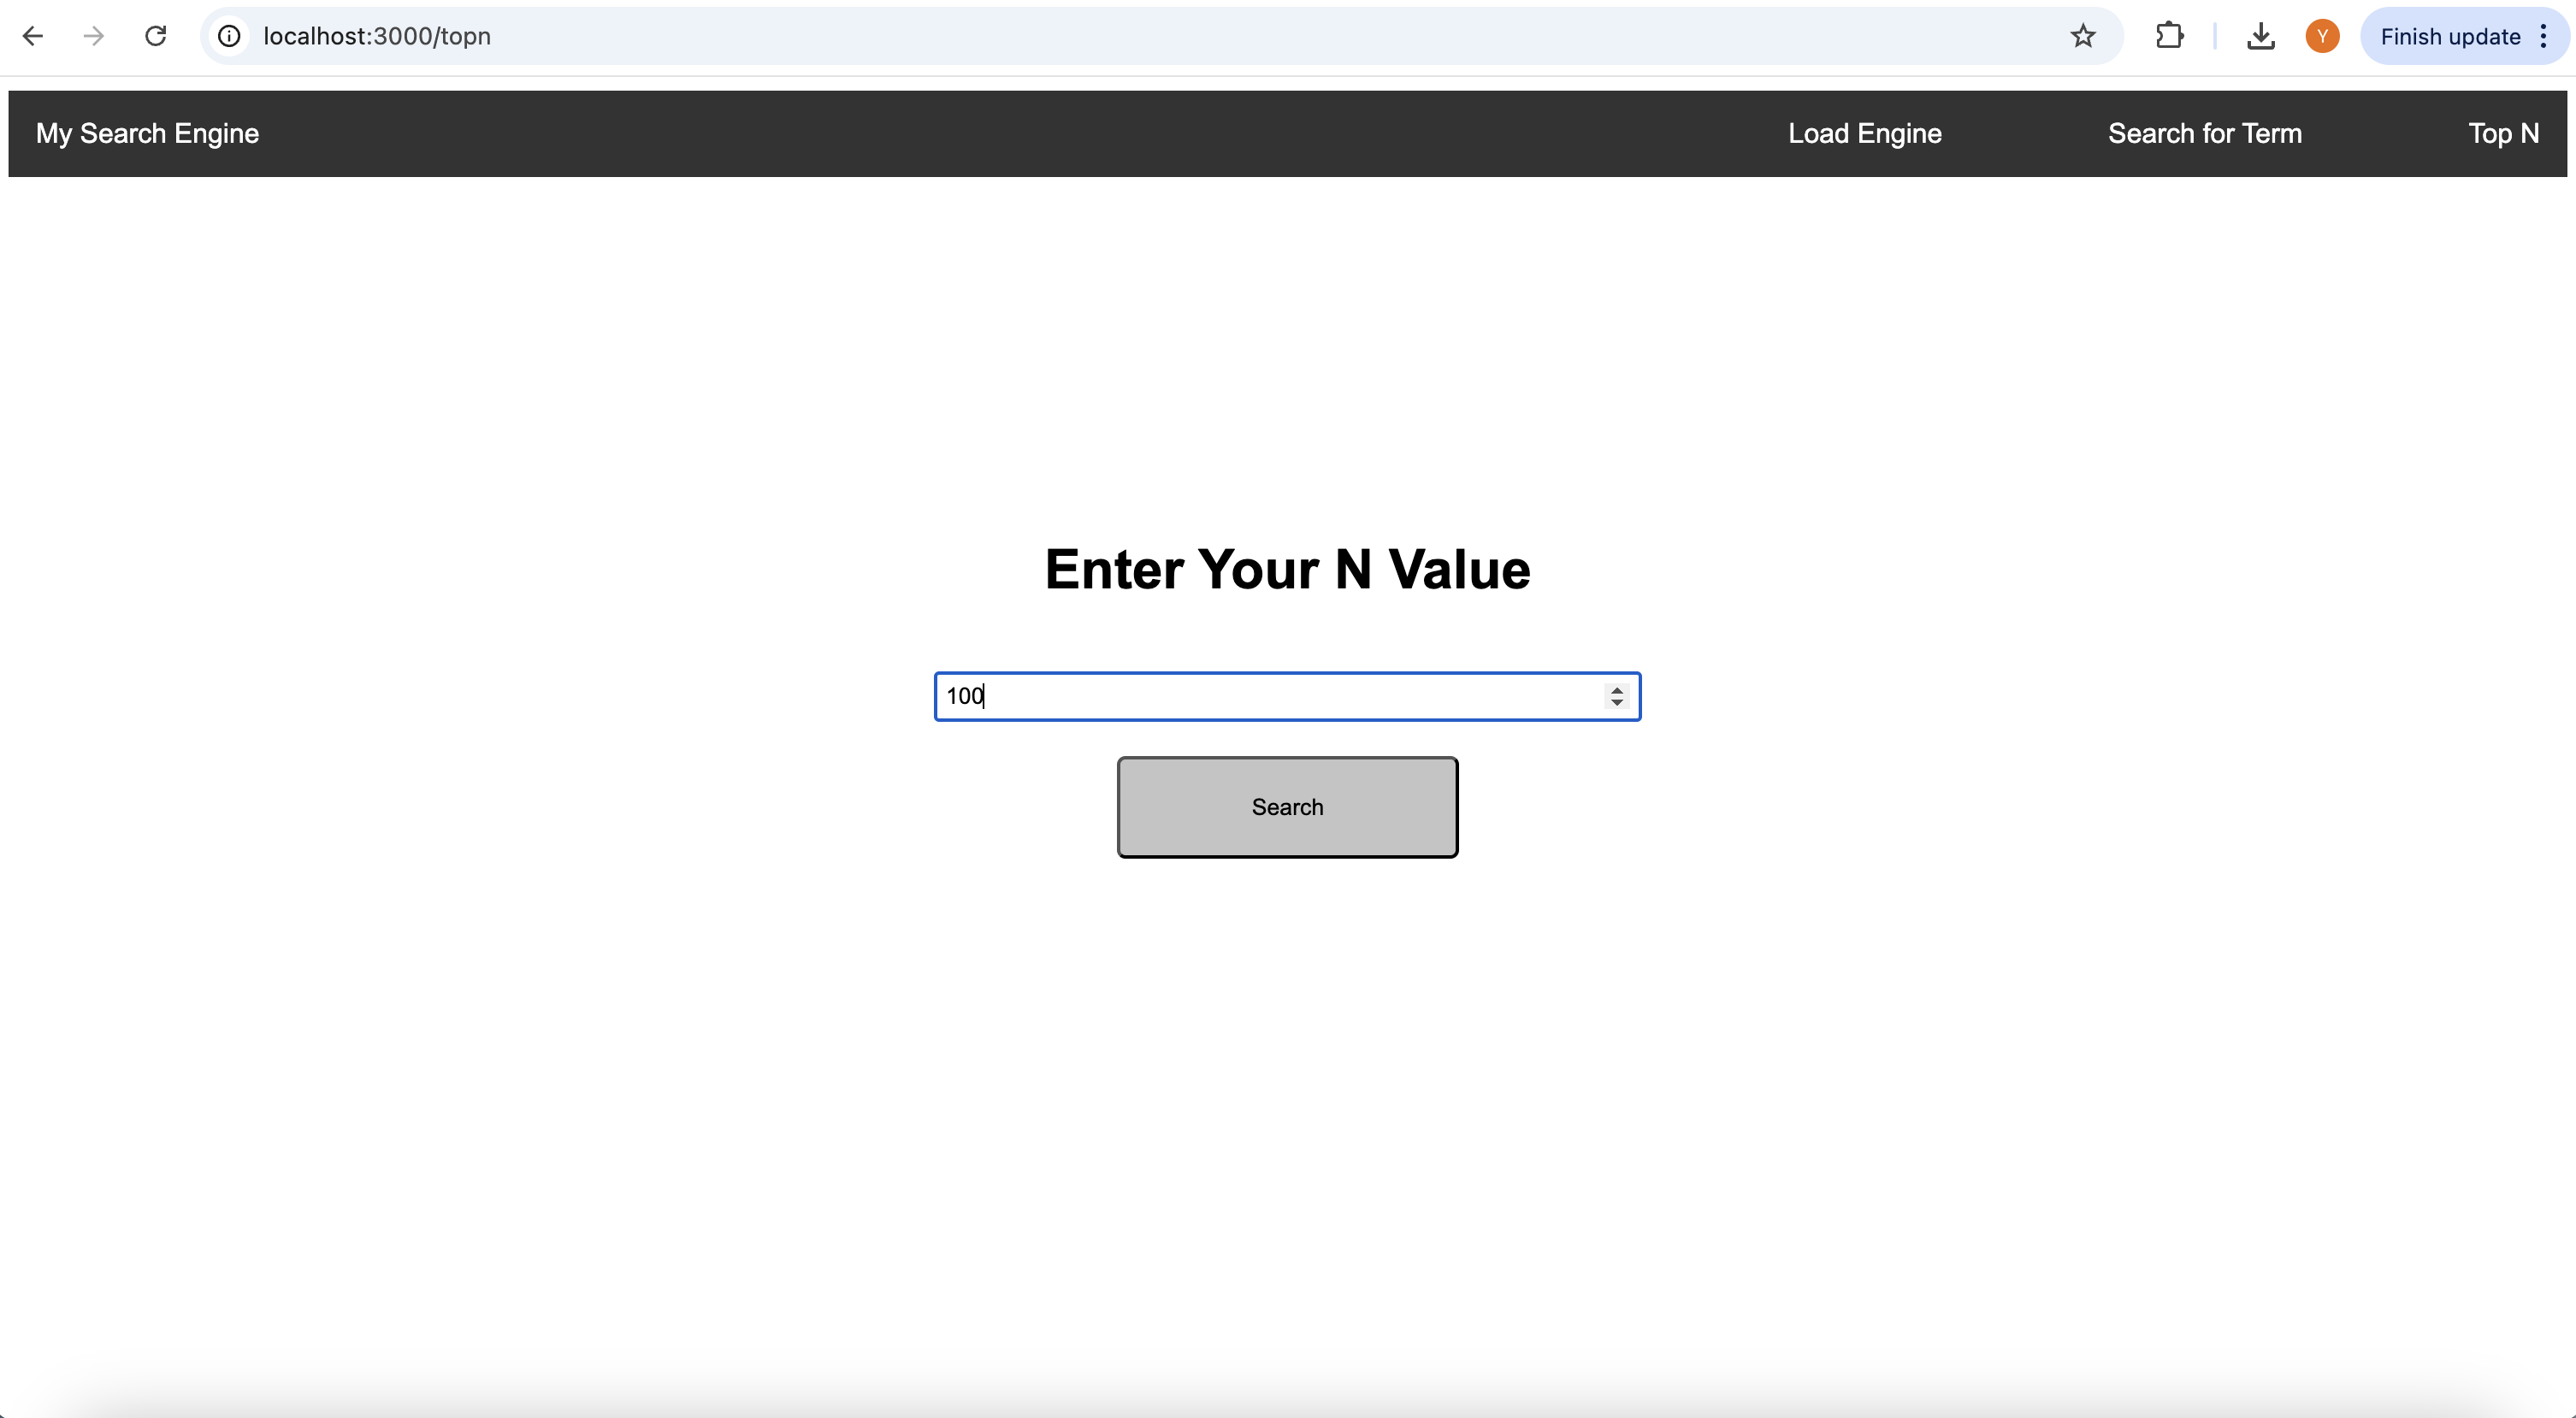 localhost:3000/topn
Y
Finish update
My Search Engine
Load Engine
Search for Term
Top N
Enter Your N Value
100
Search